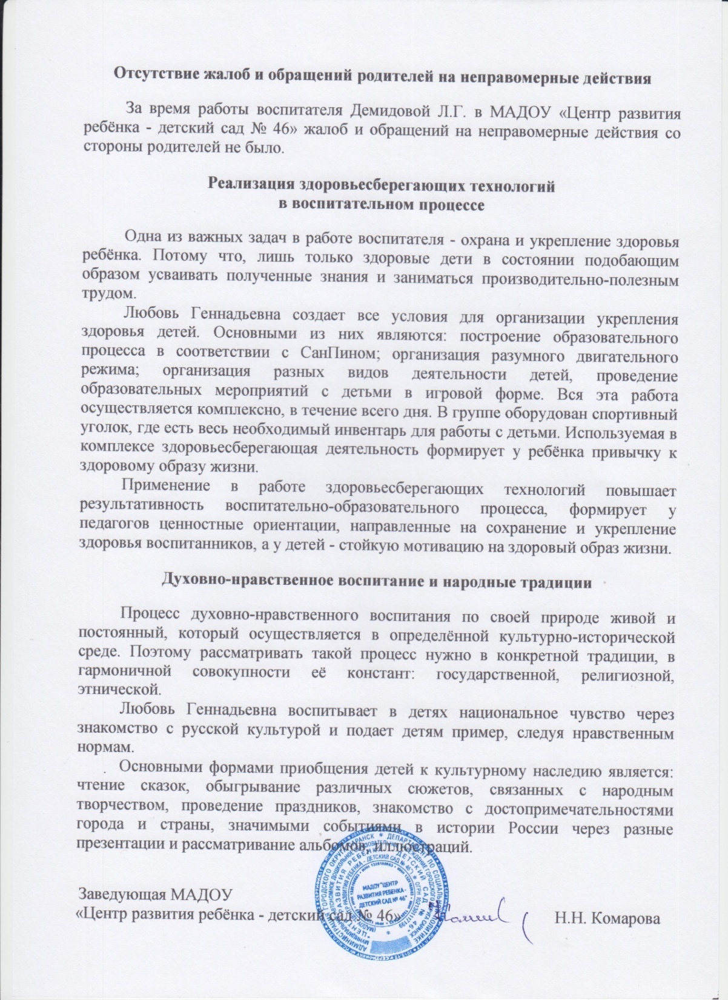 Отсутствие жалоб и обращений родителей на неправомерные действия
За время работы воспитателя Демидовой Л.Г. в МАДОУ «Центр развития
ребёнка - детский сад № 46» жалоб и обращений на неправомерные действия со
стороны родителей не было.
Реализация здоровьесберегающих технологий
в воспитательном процессе
Одна из важных задач в работе воспитателя - охрана и укрепление здоровья
ребёнка. Потому что, лишь только здоровые дети в состоянии подобающим
образом усваивать полученные знания и заниматься производительно-полезным
трудом.
Любовь Геннадьевна создает все условия для организации укрепления
здоровья детей. Основными из них являются: построение образовательного
процесса в соответствии с СанПином; организация разумного двигательного
режима; организация разных видов деятельности детей, проведение
образовательных мероприятий с детьми в игровой форме. Вся эта работа
осуществляется комплексно, в течение всего дня. В группе оборудован спортивный
уголок, где есть весь необходимый инвентарь для работы с детьми. Используемая в
комплексе здоровьесберегающая деятельность формирует у ребёнка привычку к
здоровому образу жизни.
Применение в работе здоровьесберегающих технологий повышает
результативность воспитательно-образовательного процесса, формирует у
педагогов ценностные ориентации, направленные на сохранение и укрепление
здоровья воспитанников, а у детей - стойкую мотивацию на здоровый образ жизни.
Духовно-нравственное воспитание и народные традиции
Процесс духовно-нравственного воспитания по своей природе живой и
постоянный, который осуществляется в определённой культурно-исторической
среде. Поэтому рассматривать такой процесс нужно в конкретной традиции, в
гармоничной совокупности её констант: государственной, религиозной,
этнической.
Любовь Геннадьевна воспитывает в детях национальное чувство через
знакомство с русской культурой и подает детям пример, следуя нравственным
нормам.
Основными формами приобщения детей к культурному наследию является:
чтение сказок, обыгрывание различных сюжетов, связанных с народным
творчеством, проведение праздников, знакомство с достопримечательностями
города и страны, значимыми событиями в истории России через разные
презентации и рассматривание альбомов, иллюстраций.
Заведующая МАДОУ
«Центр развития ребёнка - детский сад № 46» Н.Н. Комарова
МАДОУ "ЦЕНТР
РАЗВИТИЯ РЕБЕНКА -
ДЕТСКИЙ САД № 46"